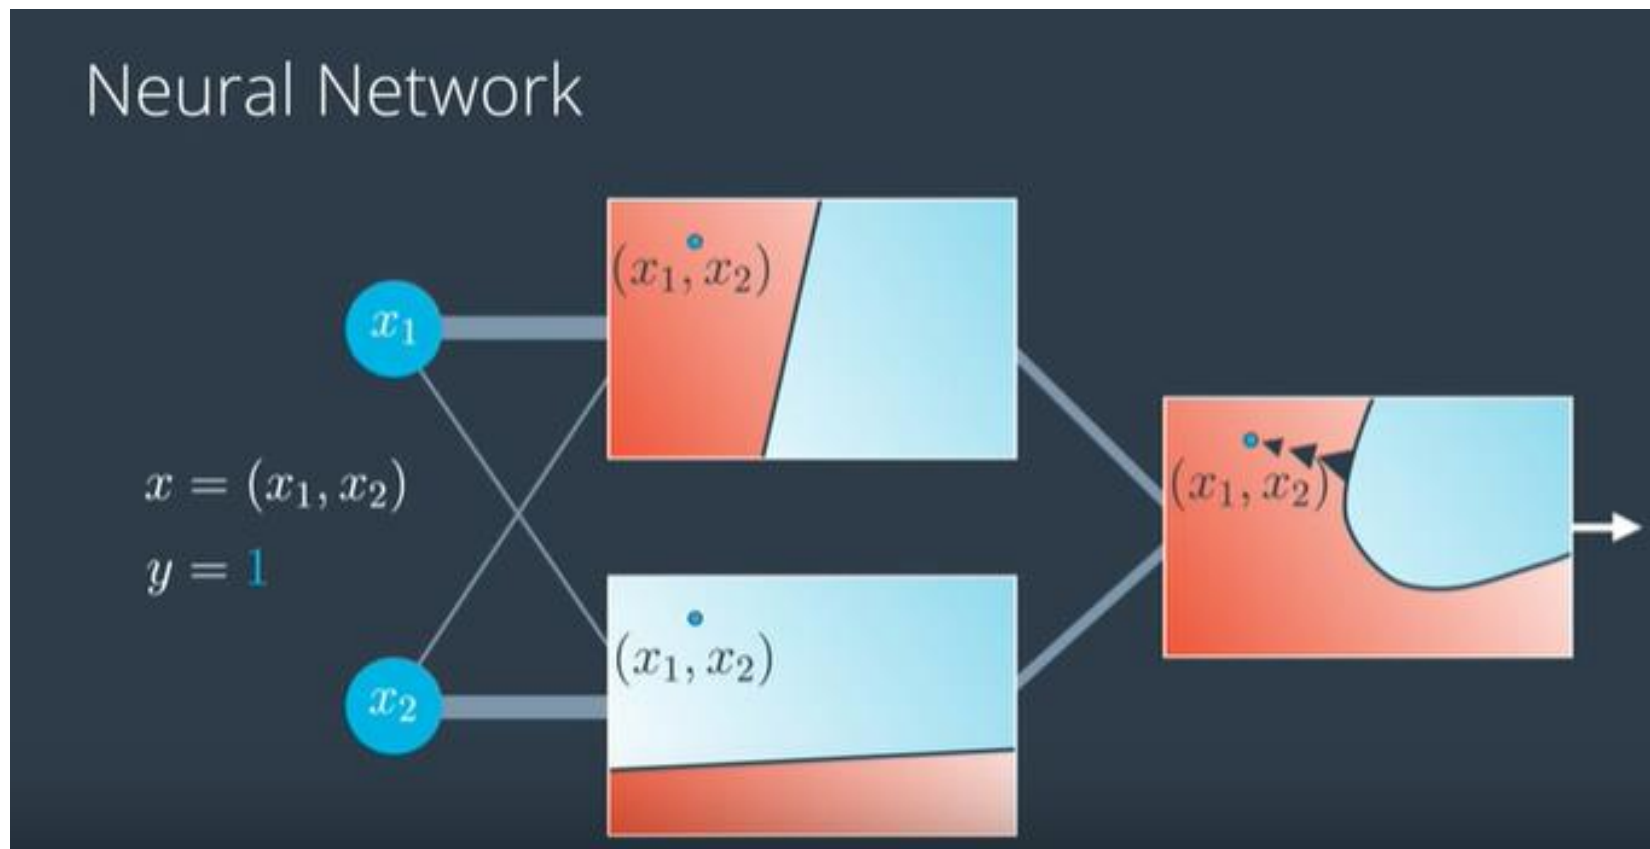 Neural Network
(x₁, x₂)
x₁
(x₁, x₂)
x = (x₁, x₂)
y = 1
(x₁, x₂)
x₂